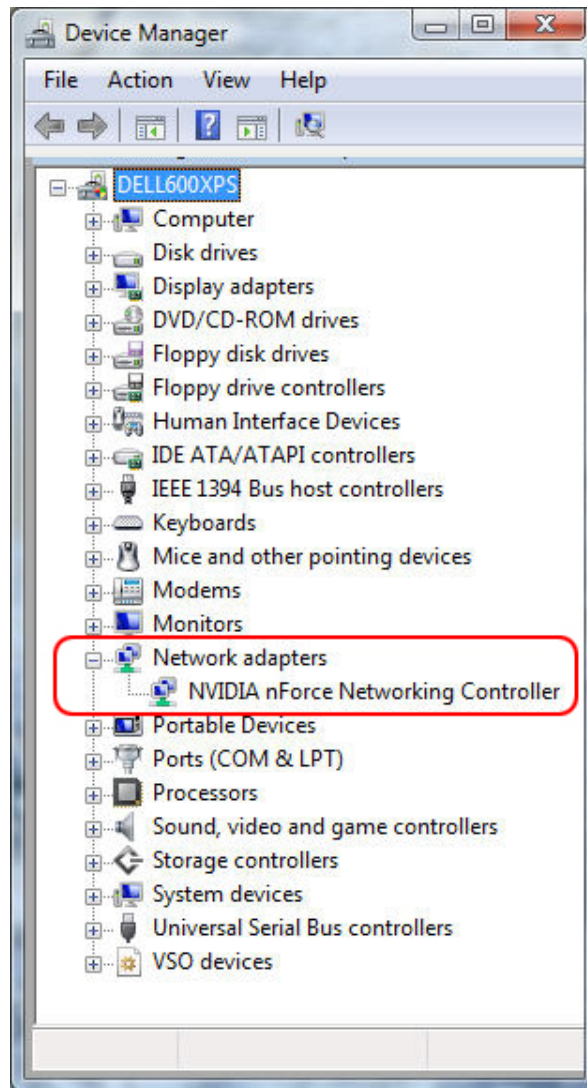 Device Manager
File Action View Help
DELL600XPS
Computer
Disk drives
Display adapters
DVD/CD-ROM drives
Floppy disk drives
Floppy drive controllers
Human Interface Devices
IDE ATA/ATAPI controllers
IEEE 1394 Bus host controllers
Keyboards
Mice and other pointing devices
Modems
Monitors
Network adapters
NVIDIA nForce Networking Controller
Portable Devices
Ports (COM & LPT)
Processors
Sound, video and game controllers
Storage controllers
System devices
Universal Serial Bus controllers
VSO devices